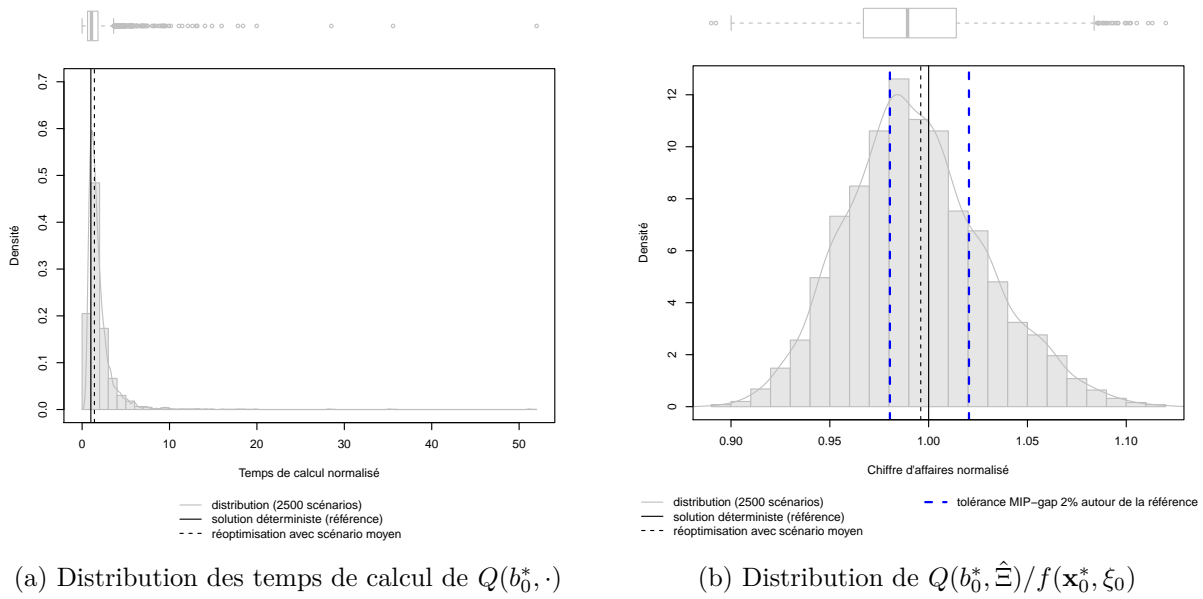 Densité
0.0
0.1
0.2
0.3
0.4
0.5
0.6
0.7
0
10
20
30
40
50
Temps de calcul normalisé
distribution (2500 scénarios)
solution déterministe (référence)
réoptimisation avec scénario moyen
(a) Distribution des temps de calcul de Q(b₀*, ·)
Densité
0
2
4
6
8
10
12
0.90
0.95
1.00
1.05
1.10
Chiffre d'affaires normalisé
distribution (2500 scénarios)
solution déterministe (référence)
réoptimisation avec scénario moyen
tolérance MIP−gap 2% autour de la référence
(b) Distribution de Q(b₀*, Ξ̂)/f(x₀*, ξ₀)